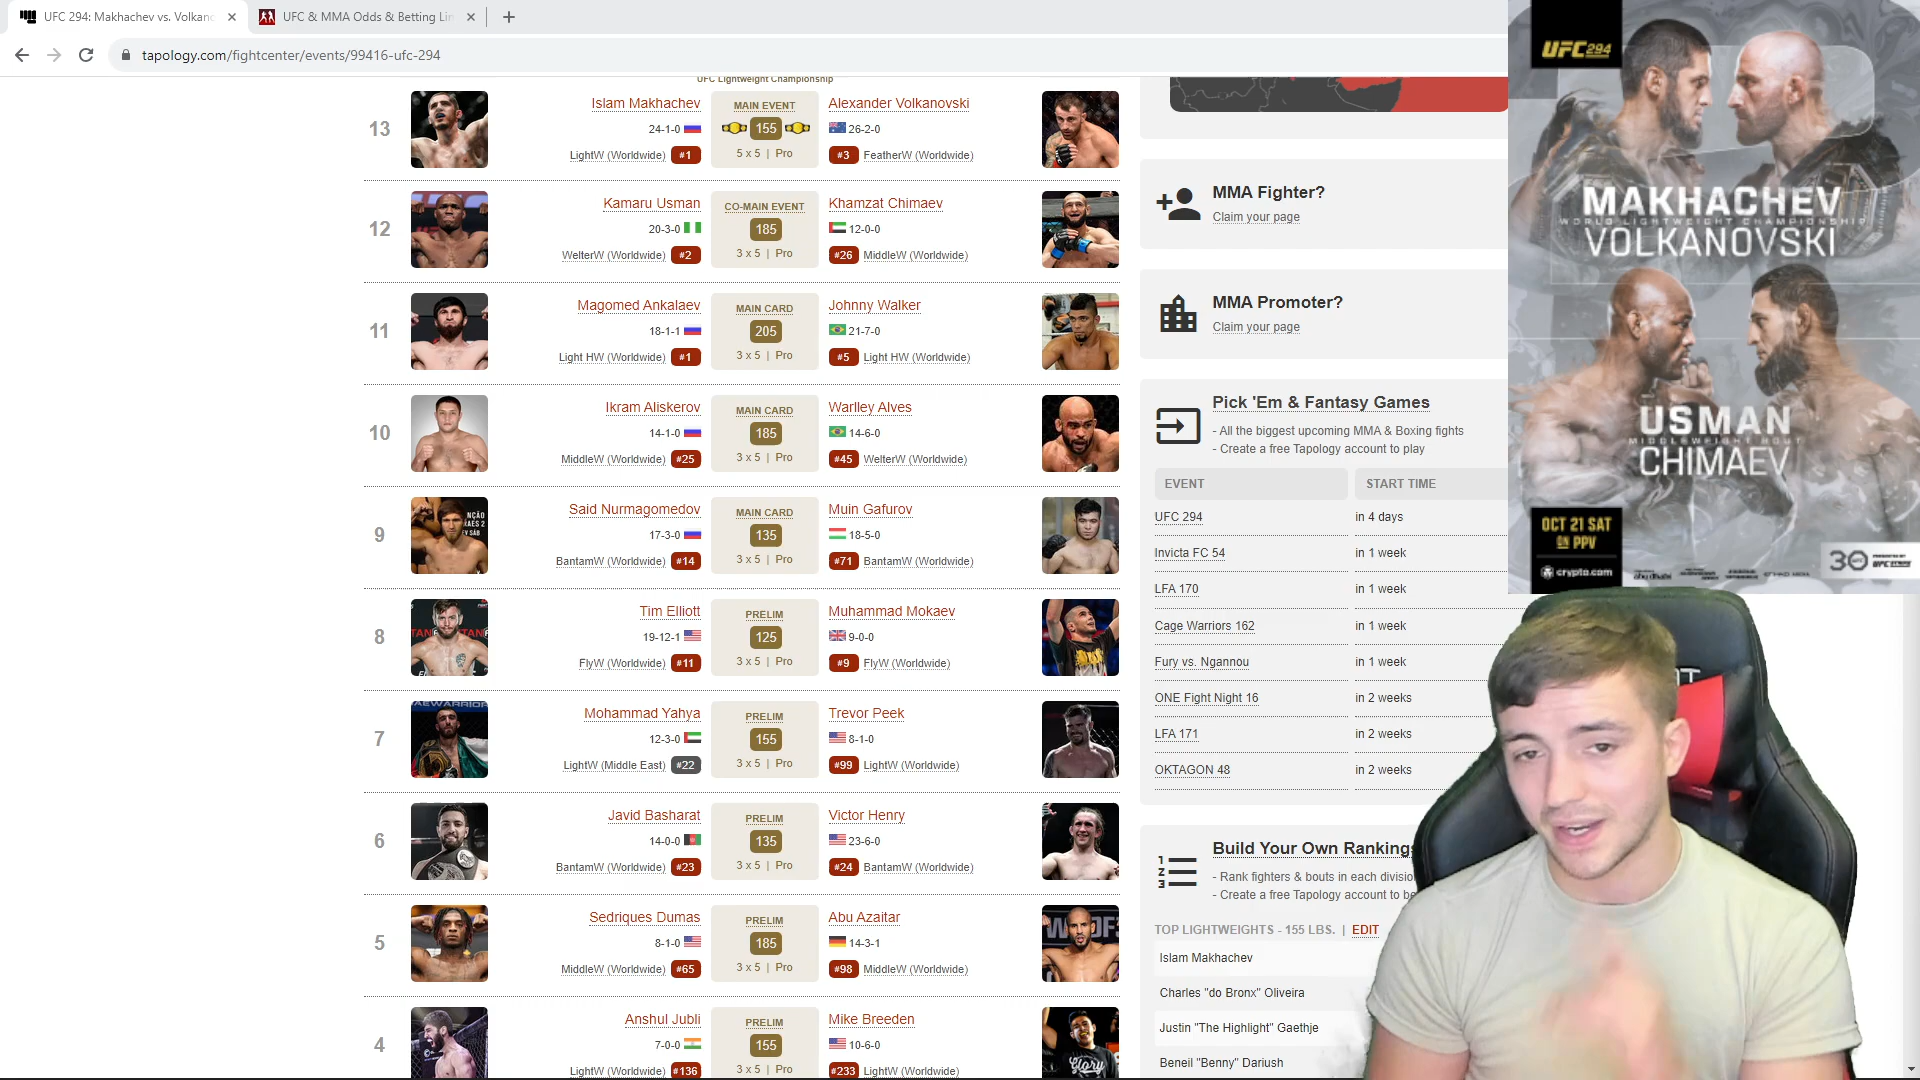 UFC 294: Makhachev vs. Volkano
UFC & MMA Odds & Betting Lin
tapology.com/fightcenter/events/99416-ufc-294
UFC Lightweight Championship
13
Islam Makhachev
24-1-0
LightW (Worldwide) #1
MAIN EVENT
155
5 x 5 | Pro
Alexander Volkanovski
26-2-0
#3 FeatherW (Worldwide)
12
Kamaru Usman
20-3-0
WelterW (Worldwide) #2
CO-MAIN EVENT
185
3 x 5 | Pro
Khamzat Chimaev
12-0-0
#26 MiddleW (Worldwide)
11
Magomed Ankalaev
18-1-1
Light HW (Worldwide) #1
MAIN CARD
205
3 x 5 | Pro
Johnny Walker
21-7-0
#5 Light HW (Worldwide)
10
Ikram Aliskerov
14-1-0
MiddleW (Worldwide) #25
MAIN CARD
185
3 x 5 | Pro
Warlley Alves
14-6-0
#45 WelterW (Worldwide)
9
Said Nurmagomedov
17-3-0
BantamW (Worldwide) #14
MAIN CARD
135
3 x 5 | Pro
Muin Gafurov
18-5-0
#71 BantamW (Worldwide)
8
Tim Elliott
19-12-1
FlyW (Worldwide) #11
PRELIM
125
3 x 5 | Pro
Muhammad Mokaev
9-0-0
#9 FlyW (Worldwide)
7
Mohammad Yahya
12-3-0
LightW (Middle East) #22
PRELIM
155
3 x 5 | Pro
Trevor Peek
8-1-0
#99 LightW (Worldwide)
6
Javid Basharat
14-0-0
BantamW (Worldwide) #23
PRELIM
135
3 x 5 | Pro
Victor Henry
23-6-0
#24 BantamW (Worldwide)
5
Sedriques Dumas
8-1-0
MiddleW (Worldwide) #65
PRELIM
185
3 x 5 | Pro
Abu Azaitar
14-3-1
#98 MiddleW (Worldwide)
4
Anshul Jubli
7-0-0
LightW (Worldwide) #136
PRELIM
155
3 x 5 | Pro
Mike Breeden
10-6-0
#233 LightW (Worldwide)
MMA Fighter?
Claim your page
MMA Promoter?
Claim your page
Pick 'Em & Fantasy Games
- All the biggest upcoming MMA & Boxing fights
- Create a free Tapology account to play
EVENT START TIME
UFC 294 in 4 days
Invicta FC 54 in 1 week
LFA 170 in 1 week
Cage Warriors 162 in 1 week
Fury vs. Ngannou in 1 week
ONE Fight Night 16 in 2 weeks
LFA 171 in 2 weeks
OKTAGON 48 in 2 weeks
Build Your Own Rankings
- Rank fighters & bouts in each divisio
- Create a free Tapology account to be
TOP LIGHTWEIGHTS - 155 LBS. | EDIT
Islam Makhachev
Charles "do Bronx" Oliveira
Justin "The Highlight" Gaethje
Beneil "Benny" Dariush
UFC 294
MAKHACHEV
WORLD LIGHTWEIGHT CHAMPIONSHIP
VOLKANOVSKI
USMAN
MIDDLEWEIGHT BOUT
CHIMAEV
OCT 21 SAT
ON PPV
crypto.com
abu dhabi
30